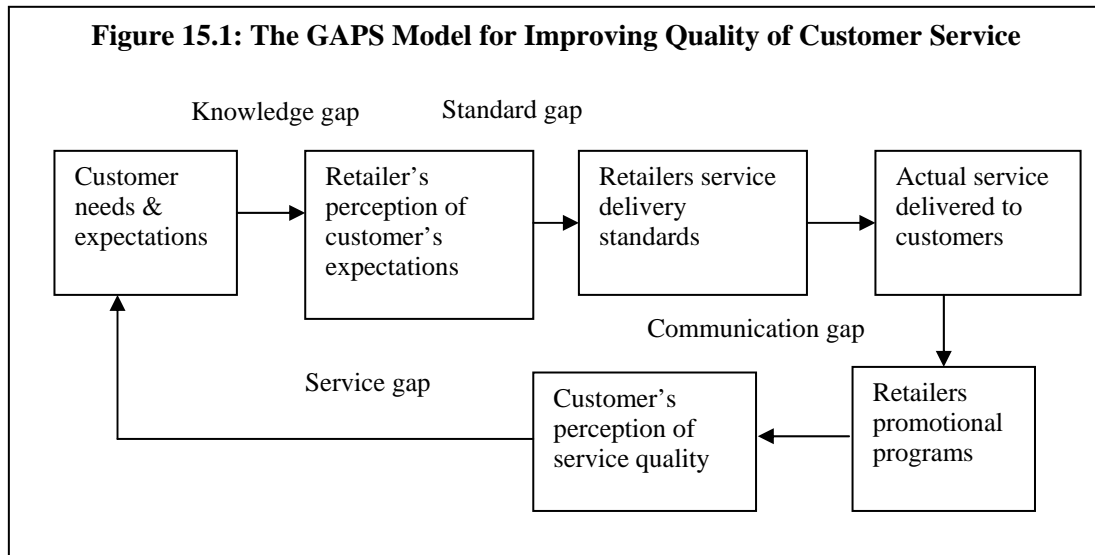 Figure 15.1: The GAPS Model for Improving Quality of Customer Service
Knowledge gap
Standard gap
Customer
needs &
expectations
Retailer’s
perception of
customer’s
expectations
Retailers service
delivery
standards
Actual service
delivered to
customers
Communication gap
Service gap
Customer’s
perception of
service quality
Retailers
promotional
programs